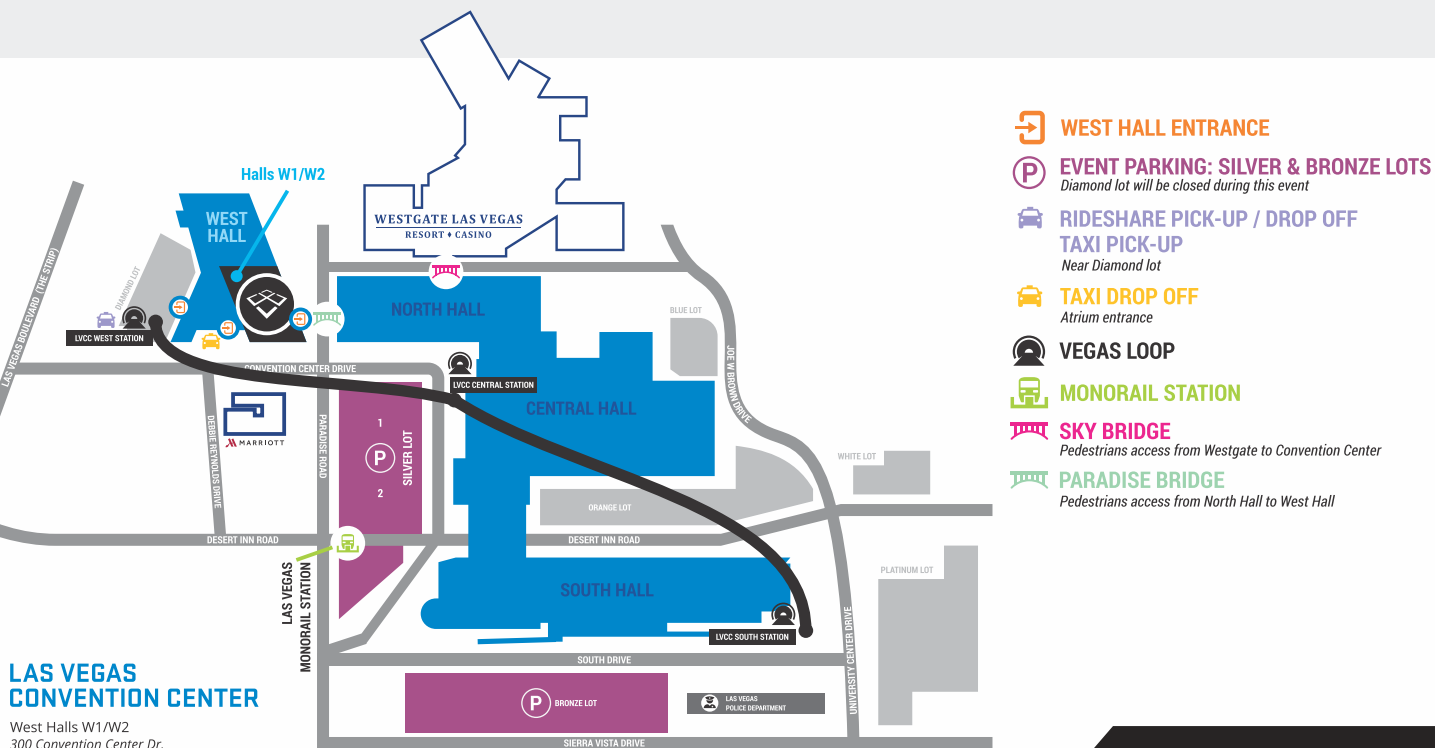 Halls W1/W2
WEST
HALL
DIAMOND LOT
LAS VEGAS BOULEVARD (THE STRIP)
LVCC WEST STATION
WESTGATE LAS VEGAS
RESORT ♦ CASINO
NORTH HALL
BLUE LOT
JOE W BROWN DRIVE
CONVENTION CENTER DRIVE
LVCC CENTRAL STATION
CENTRAL HALL
MARRIOTT
DEBBIE REYNOLDS DRIVE
PARADISE ROAD
1
P
2
SILVER LOT
WHITE LOT
ORANGE LOT
DESERT INN ROAD
DESERT INN ROAD
LAS VEGAS
MONORAIL STATION
SOUTH HALL
PLATINUM LOT
LVCC SOUTH STATION
UNIVERSITY CENTER DRIVE
SOUTH DRIVE
P
BRONZE LOT
LAS VEGAS
POLICE DEPARTMENT
SIERRA VISTA DRIVE
LAS VEGAS
CONVENTION CENTER
West Halls W1/W2
300 Convention Center Dr.
WEST HALL ENTRANCE
P
EVENT PARKING: SILVER & BRONZE LOTS
Diamond lot will be closed during this event
RIDESHARE PICK-UP / DROP OFF
TAXI PICK-UP
Near Diamond lot
TAXI DROP OFF
Atrium entrance
VEGAS LOOP
MONORAIL STATION
SKY BRIDGE
Pedestrians access from Westgate to Convention Center
PARADISE BRIDGE
Pedestrians access from North Hall to West Hall